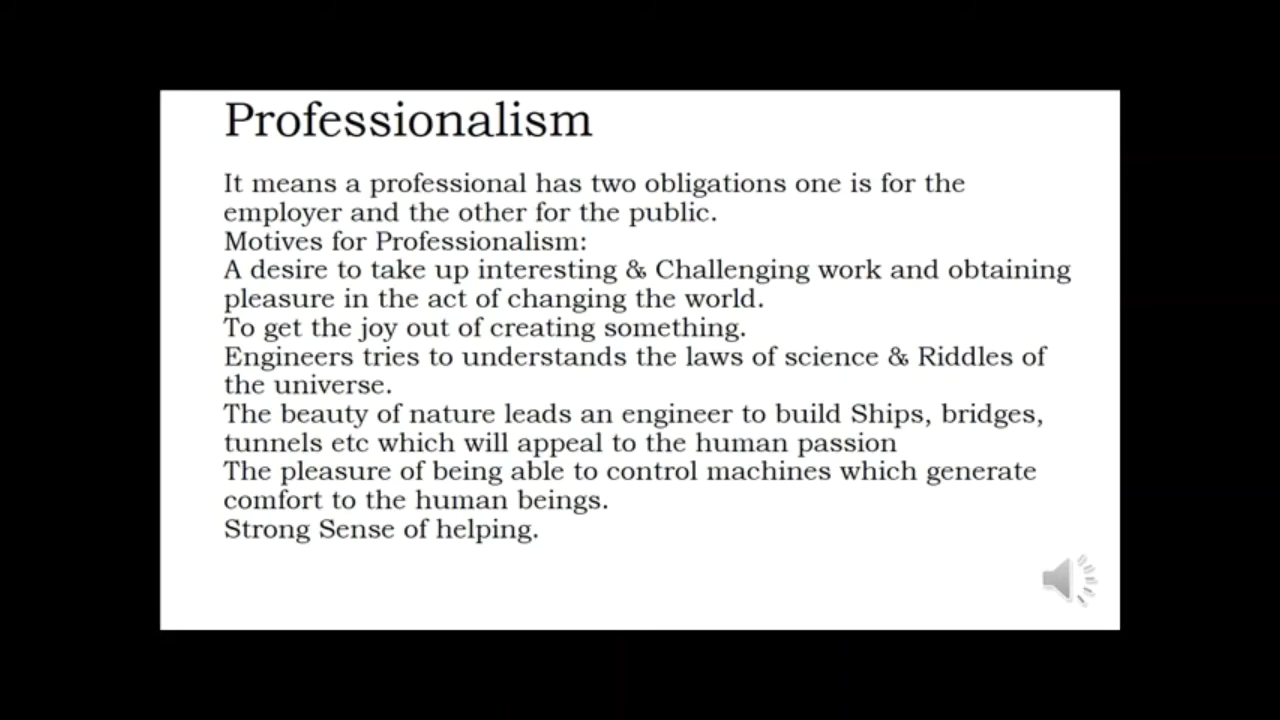 Professionalism
It means a professional has two obligations one is for the
employer and the other for the public.
Motives for Professionalism:
A desire to take up interesting & Challenging work and obtaining
pleasure in the act of changing the world.
To get the joy out of creating something.
Engineers tries to understands the laws of science & Riddles of
the universe.
The beauty of nature leads an engineer to build Ships, bridges,
tunnels etc which will appeal to the human passion
The pleasure of being able to control machines which generate
comfort to the human beings.
Strong Sense of helping.